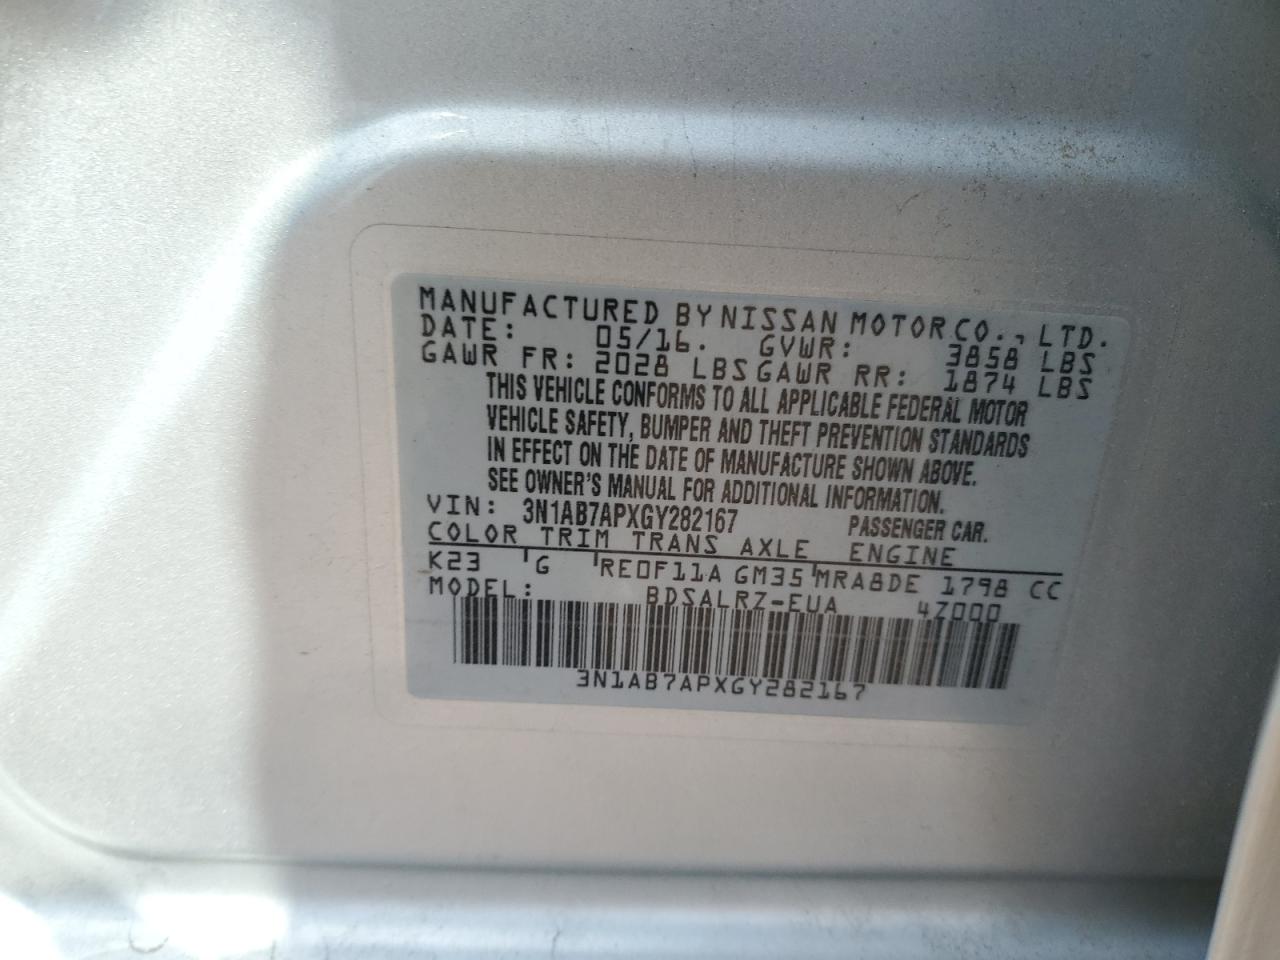 MANUFACTURED BY NISSAN MOTOR CO., LTD.
DATE: 05/16. GVWR: 3858 LBS
GAWR FR: 2028 LBS GAWR RR: 1874 LBS
THIS VEHICLE CONFORMS TO ALL APPLICABLE FEDERAL MOTOR
VEHICLE SAFETY, BUMPER AND THEFT PREVENTION STANDARDS
IN EFFECT ON THE DATE OF MANUFACTURE SHOWN ABOVE.
SEE OWNER'S MANUAL FOR ADDITIONAL INFORMATION.
VIN: 3N1AB7APXGY282167 PASSENGER CAR.
COLOR TRIM TRANS AXLE ENGINE
K23 G RE0F11A GM35 MRA8DE 1798 CC
MODEL: BDSALRZ-EUA 4Z000
3N1AB7APXGY282167